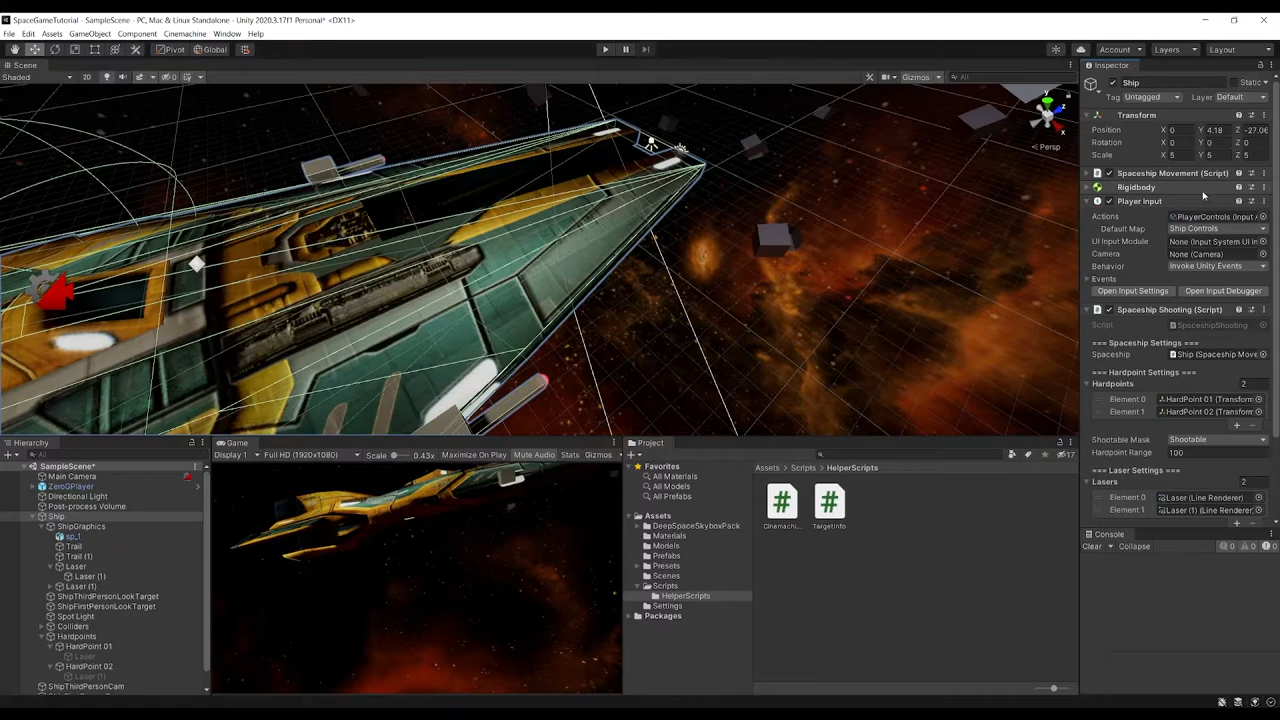 SpaceGameTutorial - SampleScene - PC, Mac & Linux Standalone - Unity 2020.3.17f1 Personal* <DX11>
File Edit Assets GameObject Component Cinemachine Window Help
Pivot Global Account Layers Layout
Scene
Shaded 2D 0 Gizmos All
y x Persp
Inspector
Ship Static
Tag Untagged Layer Default
Transform
Position X 0 Y 4.18 Z -27.06
Rotation X 0 Y 0 Z 0
Scale X 5 Y 5 Z 5
Spaceship Movement (Script)
Rigidbody
Player Input
Actions PlayerControls (Input A
Default Map Ship Controls
UI Input Module None (Input System UI In
Camera None (Camera)
Behavior Invoke Unity Events
Events
Open Input Settings Open Input Debugger
Spaceship Shooting (Script)
Script SpaceshipShooting
=== Spaceship Settings ===
Spaceship Ship (Spaceship Move
=== Hardpoint Settings ===
Hardpoints 2
Element 0 HardPoint 01 (Transform
Element 1 HardPoint 02 (Transform
+ −
Shootable Mask Shootable
Hardpoint Range 100
=== Laser Settings ===
Lasers 2
Element 0 Laser (Line Renderer)
Element 1 Laser (1) (Line Renderer
+ −
Hierarchy
+ All
SampleScene*
Main Camera
ZeroGPlayer
Directional Light
Post-process Volume
Ship
ShipGraphics
sp_1
Trail
Trail (1)
Laser
Laser (1)
Laser (1)
ShipThirdPersonLookTarget
ShipFirstPersonLookTarget
Spot Light
Colliders
Hardpoints
HardPoint 01
Laser
HardPoint 02
Laser (1)
ShipThirdPersonCam
Game
Display 1 Full HD (1920x1080) Scale 0.43x Maximize On Play Mute Audio Stats Gizmos
Project
+ 17
Favorites
All Materials
All Models
All Prefabs
Assets
DeepSpaceSkyboxPack
Materials
Models
Prefabs
Presets
Scenes
Scripts
HelperScripts
Settings
Packages
Assets Scripts HelperScripts
# #
Cinemachi... TargetInfo
Console
Clear Collapse 0 0 0